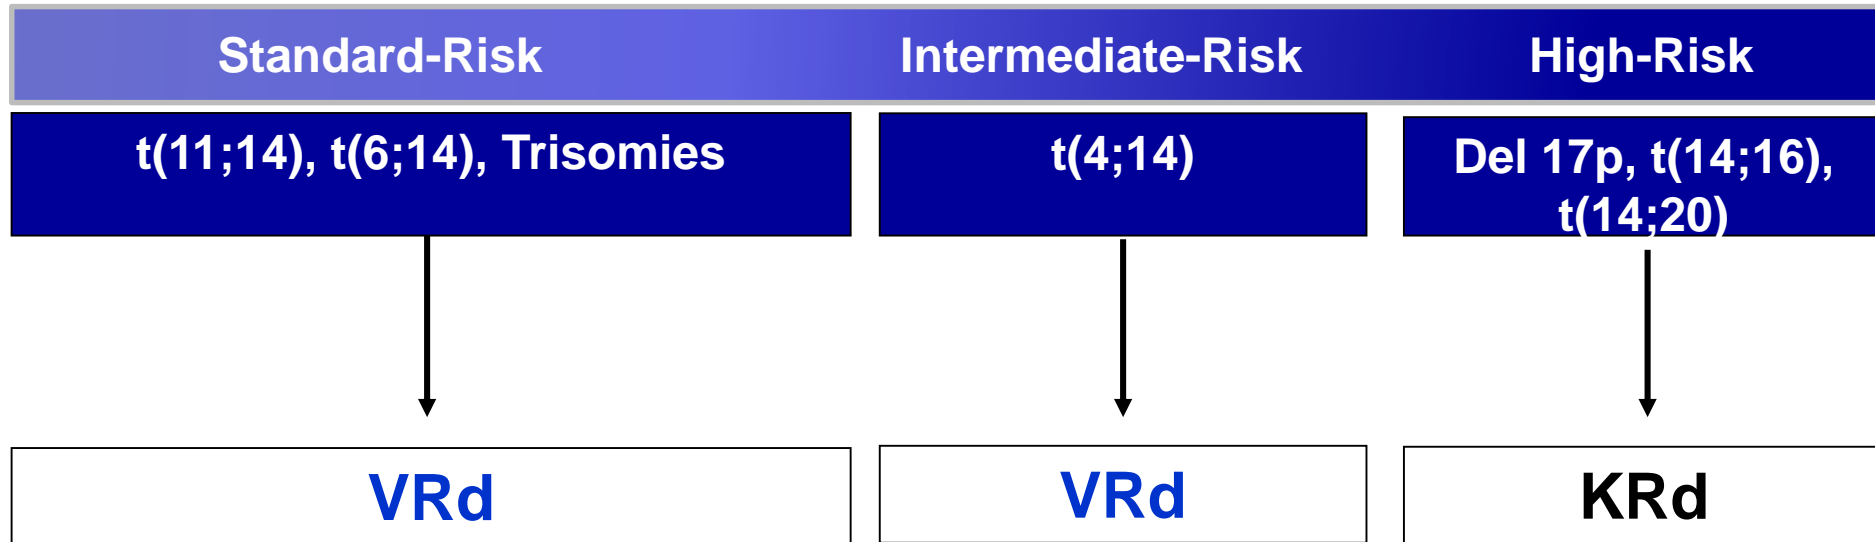 Standard-Risk
Intermediate-Risk
High-Risk
t(11;14), t(6;14), Trisomies
t(4;14)
Del 17p, t(14;16),
t(14;20)
VRd
VRd
KRd